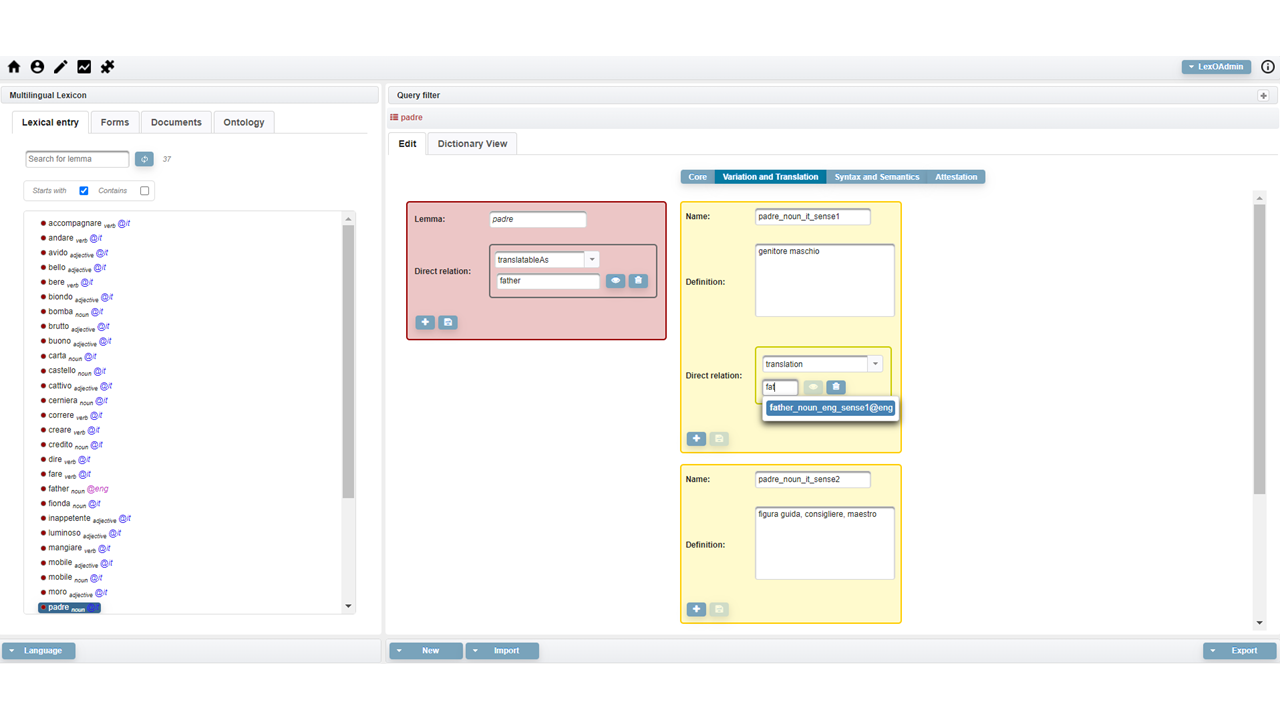 LexOAdmin
Multilingual Lexicon
Lexical entry Forms Documents Ontology
Search for lemma 37
Starts with Contains
accompagnare verb @it
andare verb @it
avido adjective @it
bello adjective @it
bere verb @it
biondo adjective @it
bomba noun @it
brutto adjective @it
buono adjective @it
carta noun @it
castello noun @it
cattivo adjective @it
cerniera noun @it
correre verb @it
creare verb @it
credito noun @it
dire verb @it
fare verb @it
father noun @eng
fionda noun @it
inappetente adjective @it
luminoso adjective @it
mangiare verb @it
mobile adjective @it
mobile noun @it
moro adjective @it
padre noun @it
Language
Query filter
padre
Edit Dictionary View
Core Variation and Translation Syntax and Semantics Attestation
Lemma: padre
Direct relation: translatableAs
father
Name: padre_noun_it_sense1
Definition: genitore maschio
Direct relation: translation
fat
father_noun_eng_sense1@eng
Name: padre_noun_it_sense2
Definition: figura guida, consigliere, maestro
New Import Export